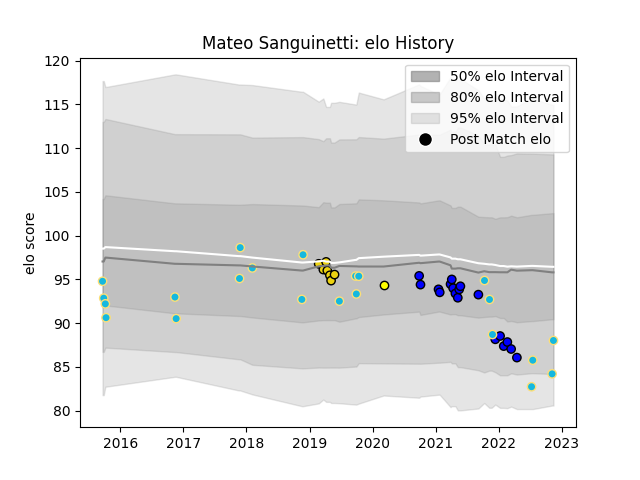 Mateo Sanguinetti: elo History
120
115
110
105
100
95
90
85
80
elo score
50% elo Interval
80% elo Interval
95% elo Interval
Post Match elo
2016
2017
2018
2019
2020
2021
2022
2023